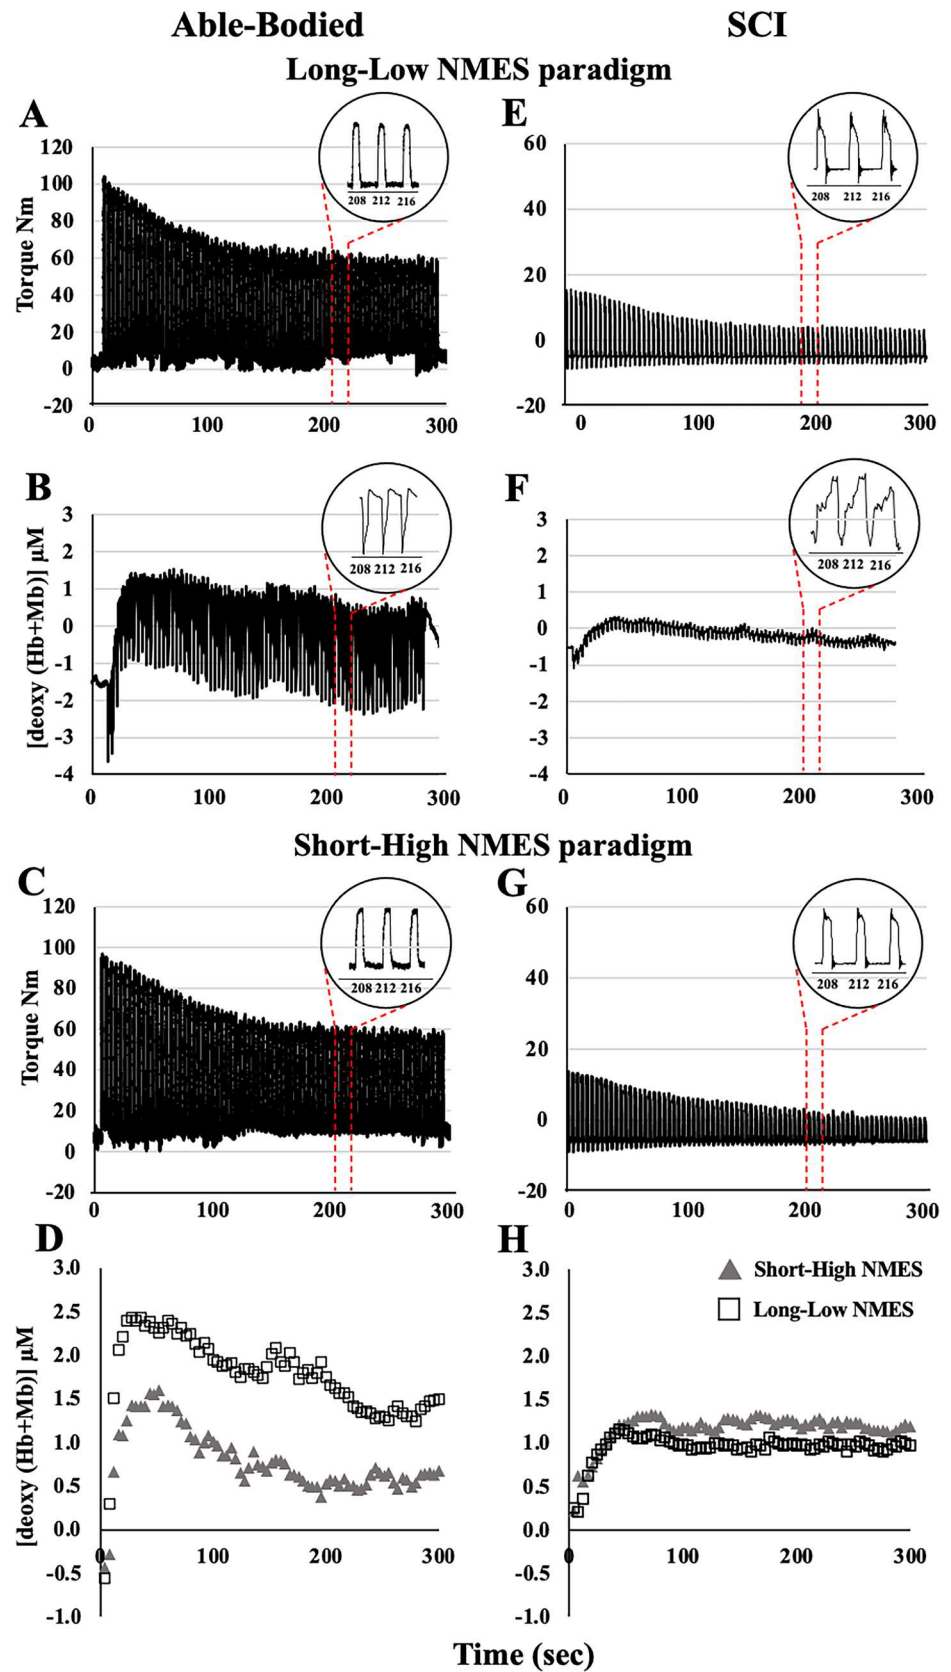 Able-Bodied SCI
Long-Low NMES paradigm
A
Torque Nm
120
100
80
60
40
20
0
-20
0 100 200 300
208 212 216
E
60
40
20
0
-20
0 100 200 300
208 212 216
B
[deoxy (Hb+Mb)] µM
3
2
1
0
-1
-2
-3
-4
0 100 200 300
208 212 216
F
3
2
1
0
-1
-2
-3
-4
0 100 200 300
208 212 216
Short-High NMES paradigm
C
Torque Nm
120
100
80
60
40
20
0
-20
0 100 200 300
208 212 216
G
60
40
20
0
-20
0 100 200 300
208 212 216
D
[deoxy (Hb+Mb)] µM
3.0
2.5
2.0
1.5
1.0
0.5
0.0
-0.5
-1.0
0 100 200 300
H
Short-High NMES
Long-Low NMES
3.0
2.5
2.0
1.5
1.0
0.5
0.0
-0.5
-1.0
0 100 200 300
Time (sec)